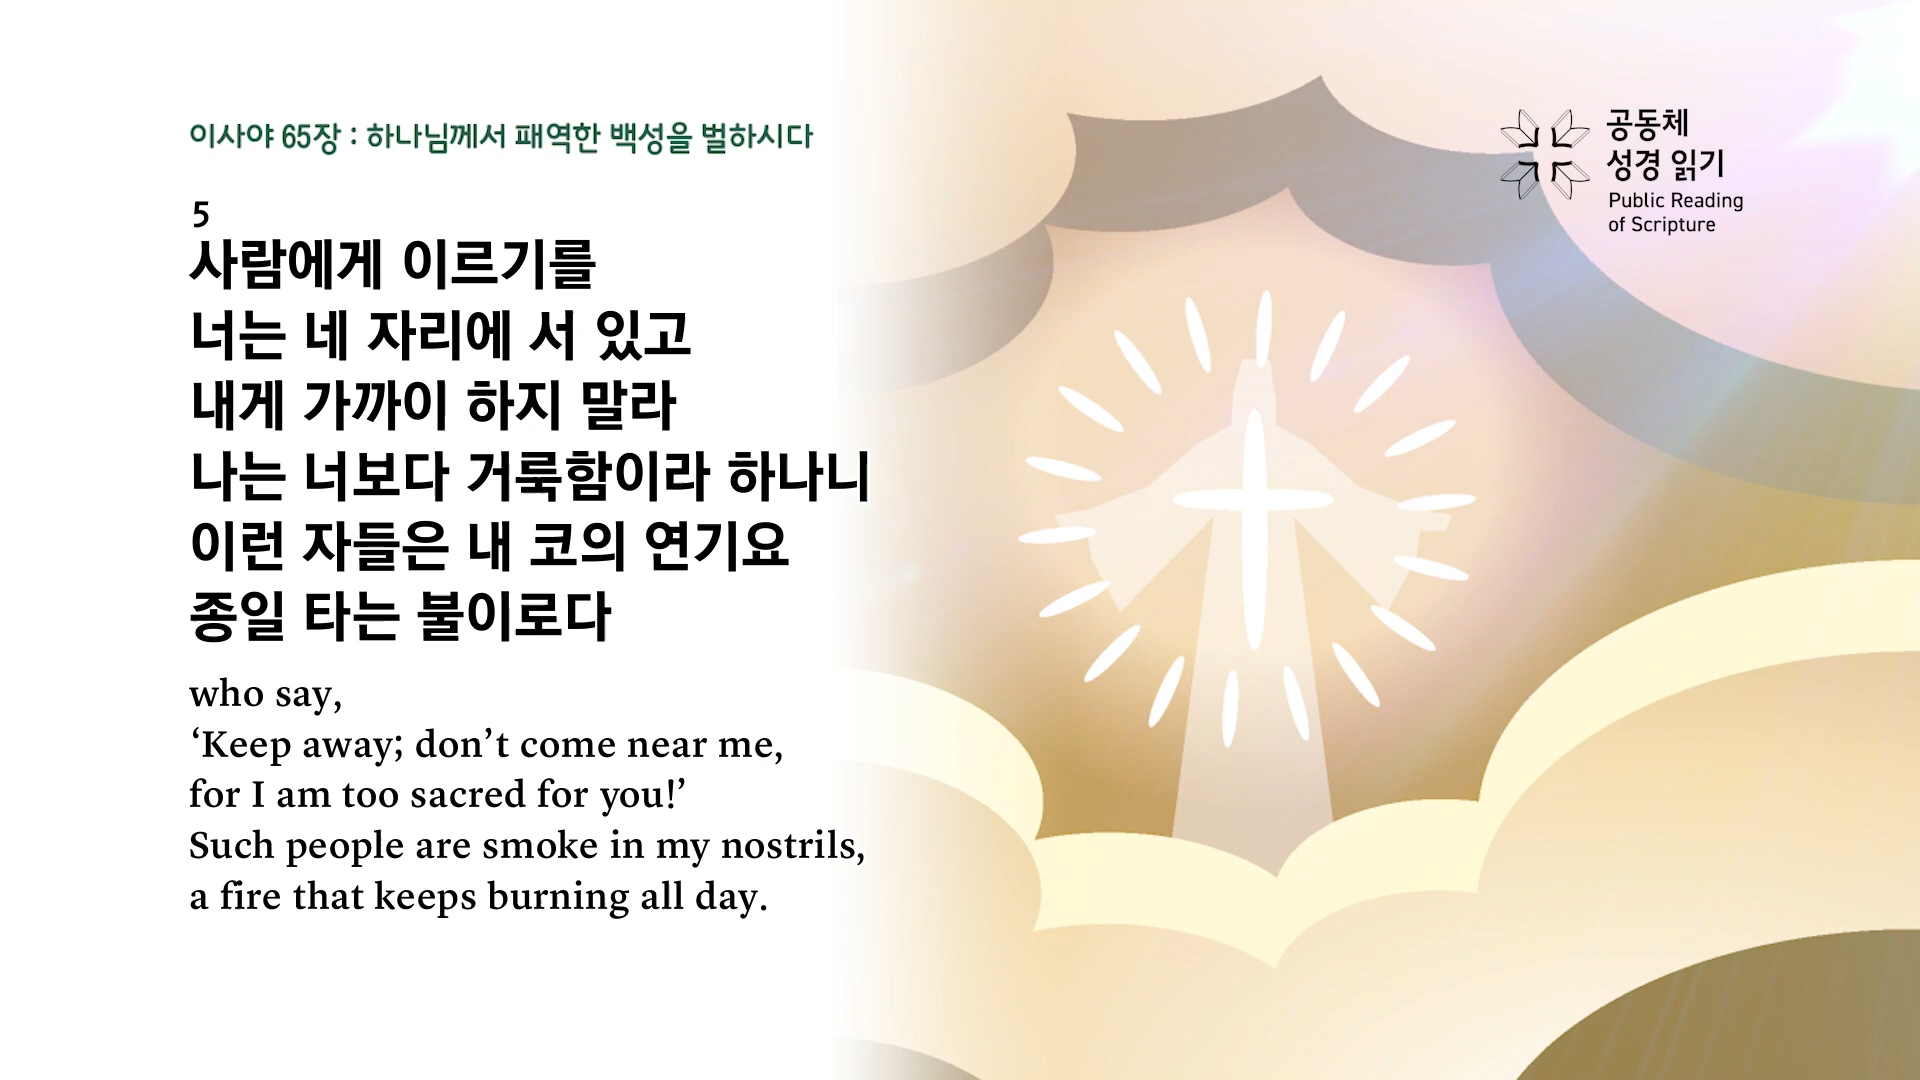 이사야 65장 : 하나님께서 패역한 백성을 벌하시다
5
사람에게 이르기를
너는 네 자리에 서 있고
내게 가까이 하지 말라
나는 너보다 거룩함이라 하나니
이런 자들은 내 코의 연기요
종일 타는 불이로다
who say,
‘Keep away; don’t come near me,
for I am too sacred for you!’
Such people are smoke in my nostrils,
a fire that keeps burning all day.
공동체
성경 읽기
Public Reading
of Scripture